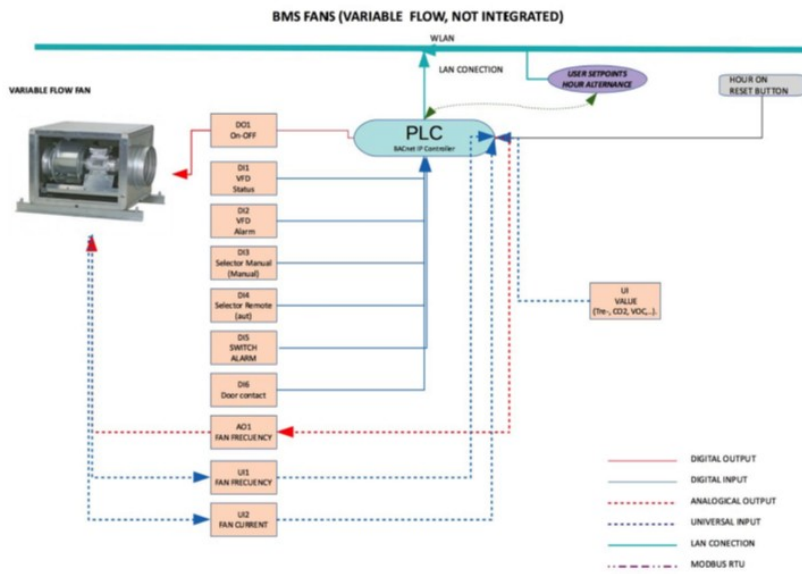 BMS FANS (VARIABLE FLOW, NOT INTEGRATED)
WLAN
LAN CONECTION
USER SETPOINTS
HOUR ALTERNANCE
HOUR ON
RESET BUTTON
VARIABLE FLOW FAN
DO1
On-OFF
PLC
BACnet IP Controller
DI1
VFD
Status
DI2
VFD
Alarm
DI3
Selector Manual
(Manual)
DI4
Selector Remote
(aut)
DI5
SWITCH
ALARM
DI6
Door contact
AO1
FAN FRECUENCY
UI1
FAN FRECUENCY
UI2
FAN CURRENT
UI
VALUE
(Tre-, CO2, VOC,..).
DIGITAL OUTPUT
DIGITAL INPUT
ANALOGICAL OUTPUT
UNIVERSAL INPUT
LAN CONECTION
MODBUS RTU